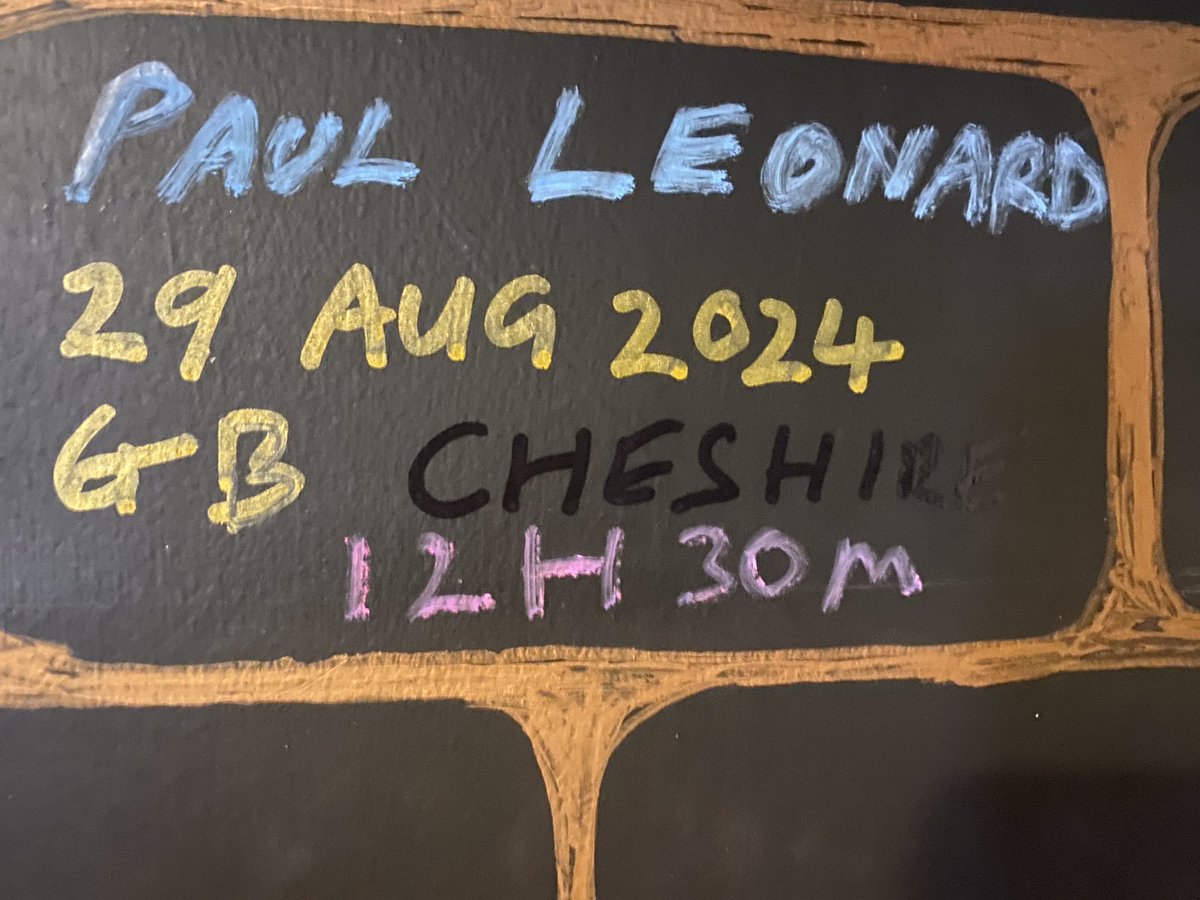 PAUL LEONARD
29 AUG 2024
GB CHESHIRE
12H 30m